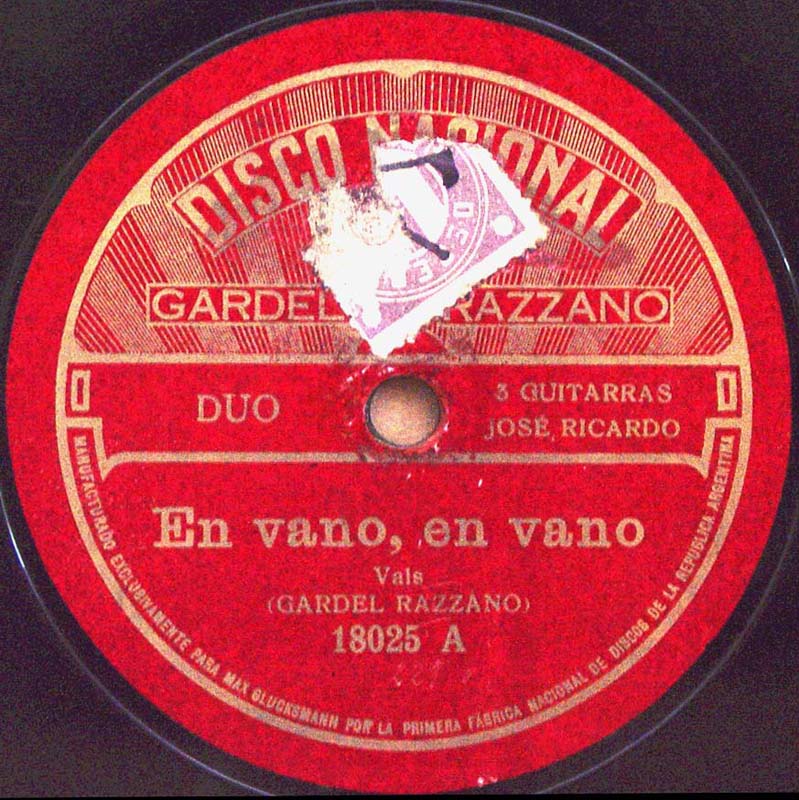 DISCO NACIONAL
GARDEL RAZZANO
DUO
3 GUITARRAS
JOSÉ, RICARDO
En vano, en vano
Vals
(GARDEL RAZZANO)
18025 A
MANUFACTURADO EXCLUSIVAMENTE PARA MAX GLUCKSMANN POR LA PRIMERA FÁBRICA NACIONAL DE DISCOS DE LA REPUBLICA ARGENTINA